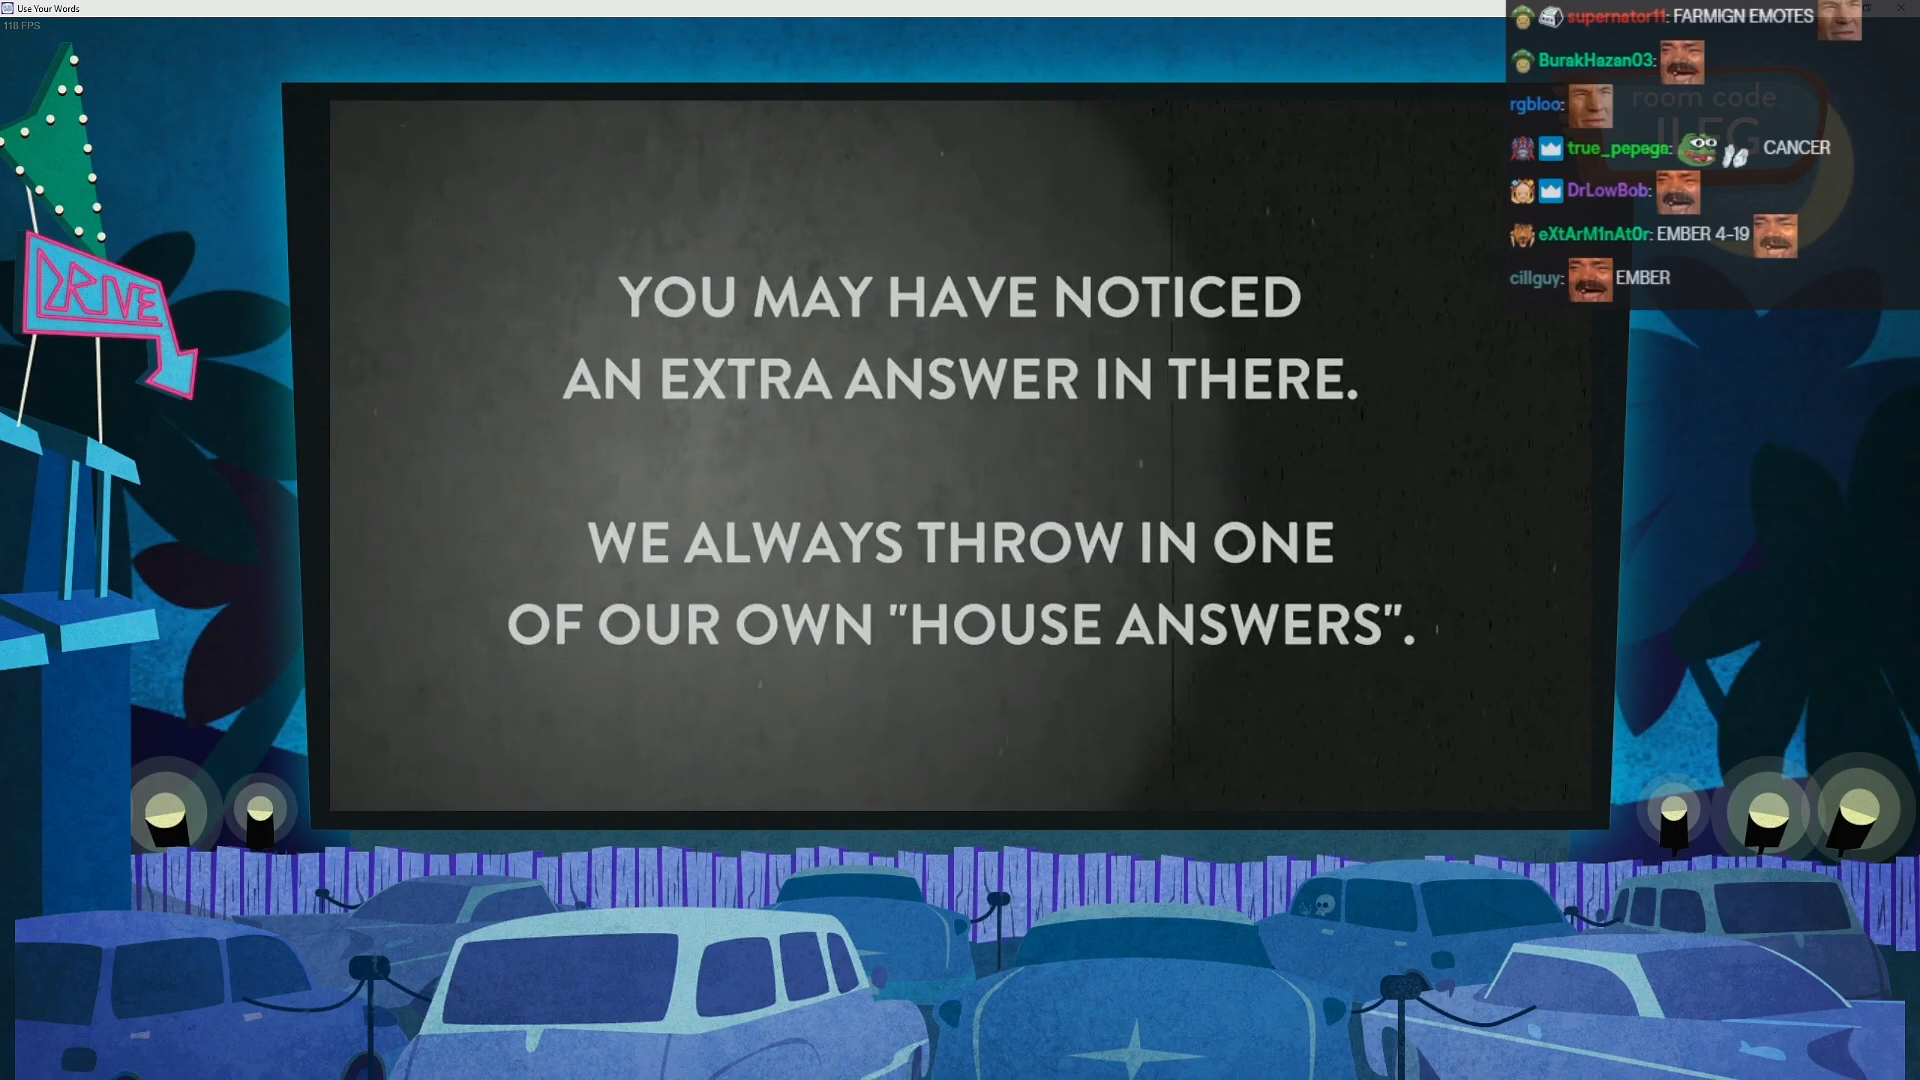 Use Your Words
118 FPS
supernator11: FARMIGN EMOTES
BurakHazan03:
rgbloo:
room code
true_pepega: CANCER
DrLowBob:
eXtArM1nAt0r: EMBER 4-19
cillguy: EMBER
DRIVE
YOU MAY HAVE NOTICED
AN EXTRA ANSWER IN THERE.
WE ALWAYS THROW IN ONE
OF OUR OWN "HOUSE ANSWERS".